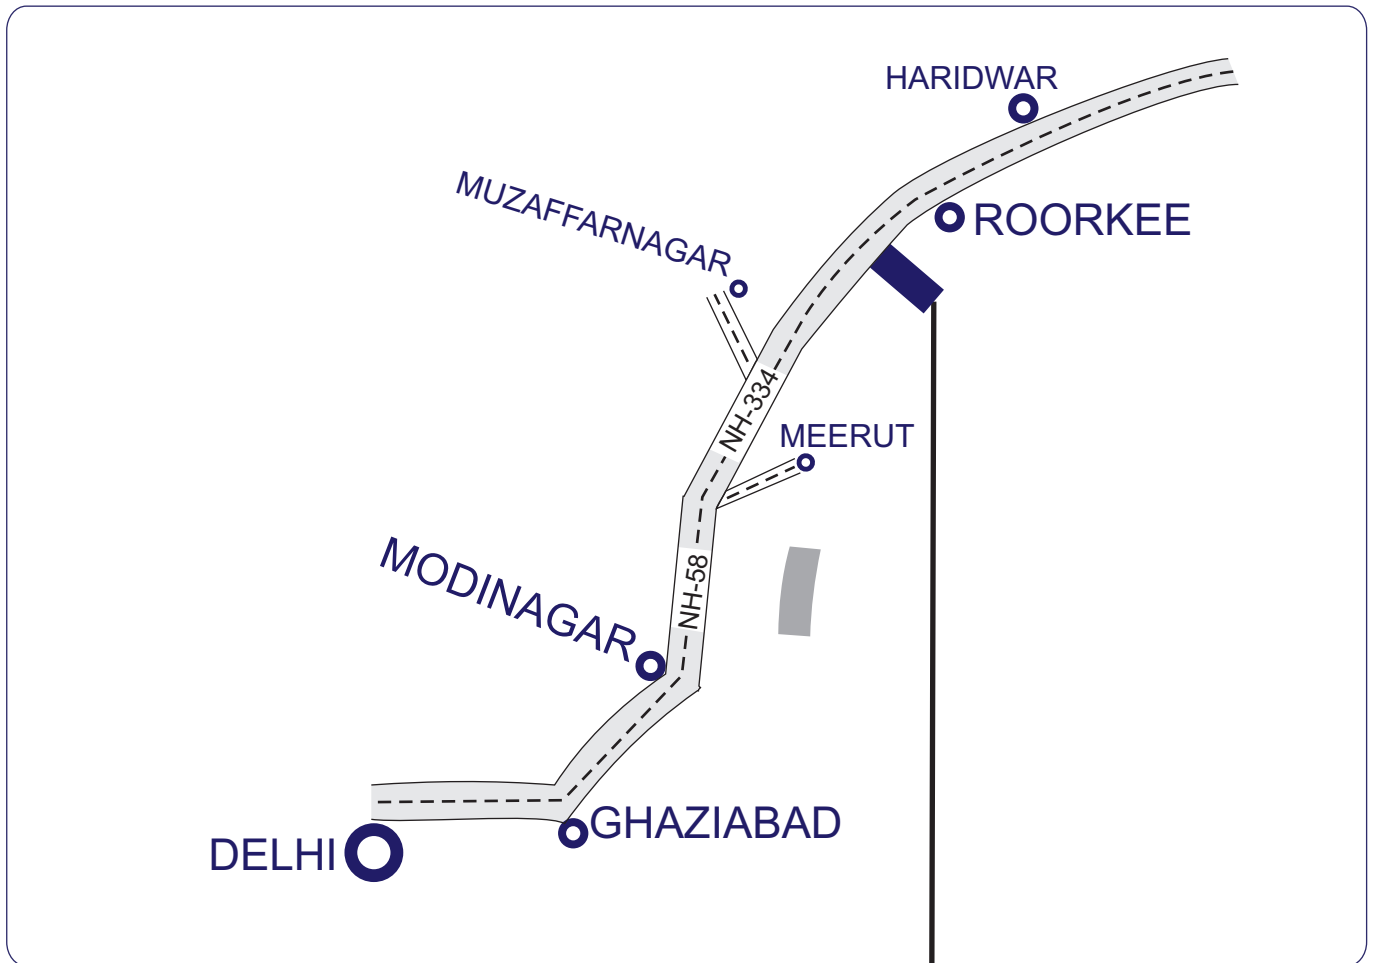 HARIDWAR
MUZAFFARNAGAR
ROORKEE
NH-334
MEERUT
MODINAGAR
NH-58
GHAZIABAD
DELHI